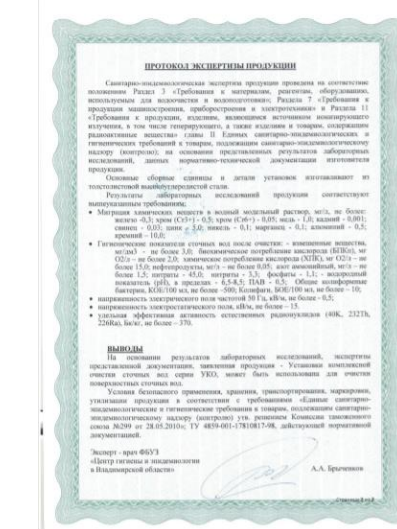 ПРОТОКОЛ ЭКСПЕРТИЗЫ ПРОДУКЦИИ
Санитарно-эпидемиологическая экспертиза продукции проведена на соответствие
положениям Раздел 3 «Требования к материалам, реагентам, оборудованию,
используемым для водоочистки и водоподготовки»; Раздела 7 «Требования к
продукции машиностроения, приборостроения и электротехники» и Раздела 11
«Требования к продукции, изделиям, являющимся источником ионизирующего
излучения, в том числе генерирующего, а также изделиям и товарам, содержащим
радиоактивные вещества» главы II Единых санитарно-эпидемиологических и
гигиенических требований к товарам, подлежащим санитарно-эпидемиологическому
надзору (контролю), на основании представленных результатов лабораторных
исследований, данных нормативно-технической документации изготовителя
продукции.
Основные сборные единицы и детали установок изготавливают из
толстолистовой высокоуглеродистой стали.
Результаты лабораторных исследований продукции соответствуют
вышеуказанным требованиям:
• Миграция химических веществ в водный модельный раствор, мг/л, не более:
железо -0,3; хром (Cr3+) - 0,5; хром (Cr6+) - 0,05; медь - 1,0; кадмий - 0,001;
свинец - 0,03; цинк - 5,0; никель - 0,1; марганец - 0,1; алюминий - 0,5;
кремний – 10,0;
• Гигиенические показатели сточных вод после очистки: - взвешенные вещества,
мг/дм3 - не более 3,0; биохимическое потребление кислорода (БПКп), мг
О2/л – не более 2,0; химическое потребление кислорода (ХПК), мг О2/л – не
более 15,0; нефтепродукты, мг/л – не более 0,05; азот аммонийный, мг/л – не
более 1,5; нитраты - 45,0; нитриты - 3,3; фосфаты - 1,1; - водородный
показатель (рН), в пределах - 6,5-8,5; ПАВ - 0,5; Общие колиформные
бактерии, КОЕ/100 мл, не более -500; Колифаги, БОЕ/100 мл, не более – 10;
• напряженность электрического поля частотой 50 Гц, кВ/м, не более - 0,5;
• напряженность электростатического поля, кВ/м, не более – 15.
• удельная эффективная активность естественных радионуклидов (40K, 232Th,
226Ra), Бк/кг, не более – 370.
ВЫВОДЫ
На основании результатов лабораторных исследований, экспертизы
представленной документации, заявленная продукция - Установки комплексной
очистки сточных вод серии УКО, может быть использована для очистки
поверхностных сточных вод.
Условия безопасного применения, хранения, транспортирования, маркировки,
утилизации продукции в соответствии с требованиями «Единые санитарно-
эпидемиологические и гигиенические требования к товарам, подлежащим санитарно-
эпидемиологическому надзору (контролю) утв. решением Комиссии таможенного
союза №299 от 28.05.2010»; ТУ 4859-001-17810817-98, действующей нормативной
документацией.
Эксперт - врач ФБУЗ
«Центр гигиены и эпидемиологии
в Владимирской области»
А.А. Брыченков